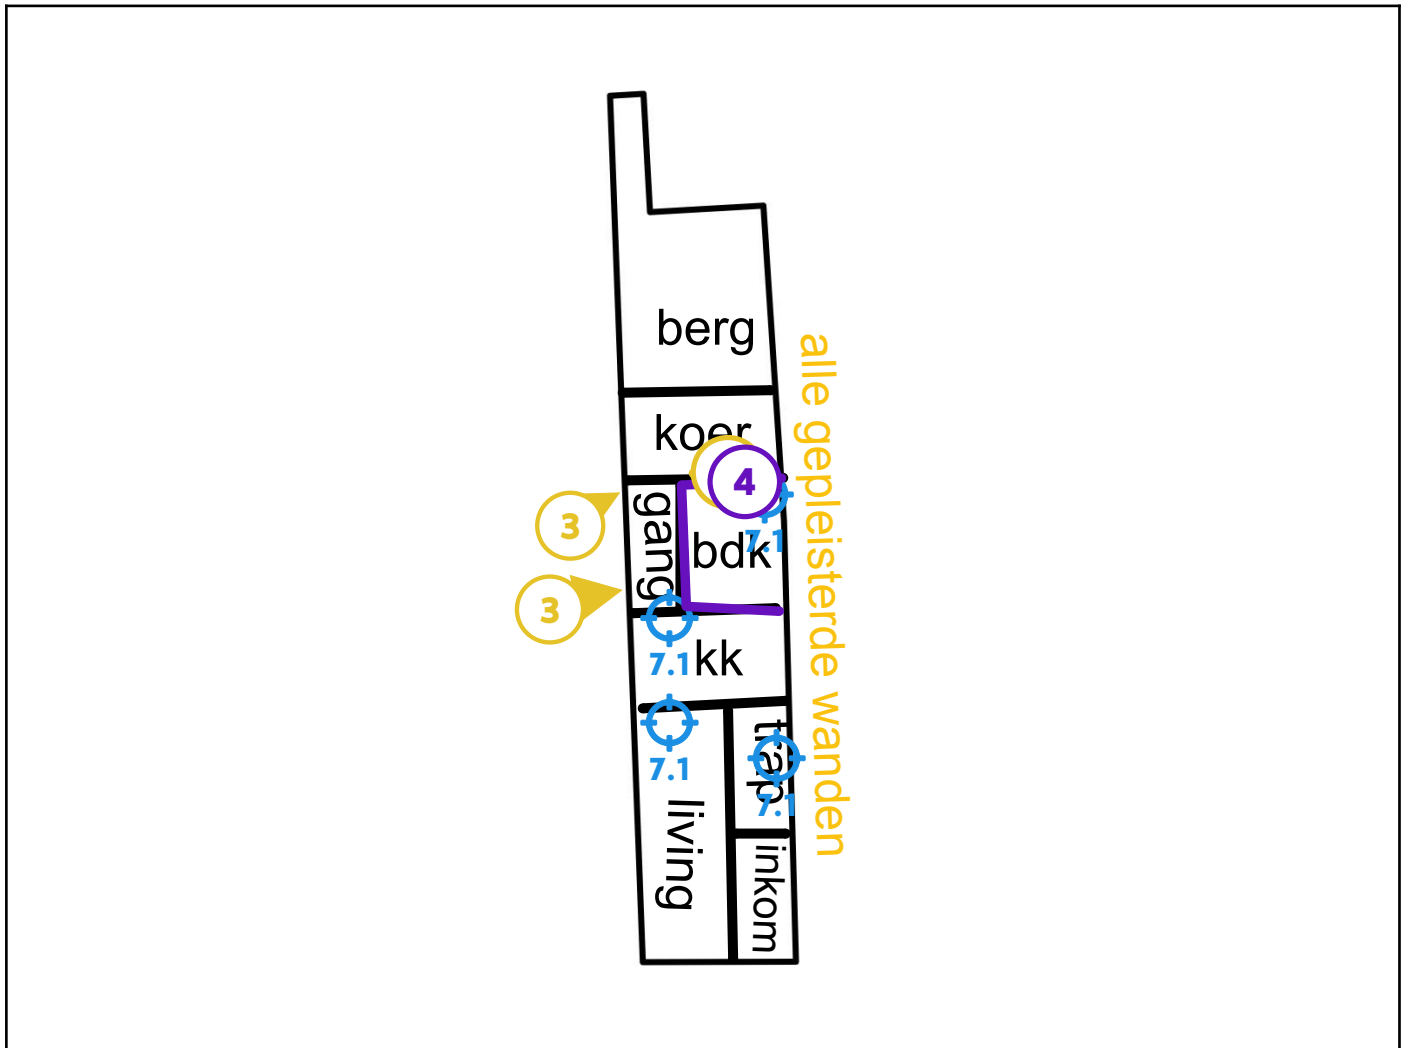 berg
alle gepleisterde wanden
koer
4
gang
3
bdk
7.1
3
7.1
kk
7.1
trap
7.1
living
inkom